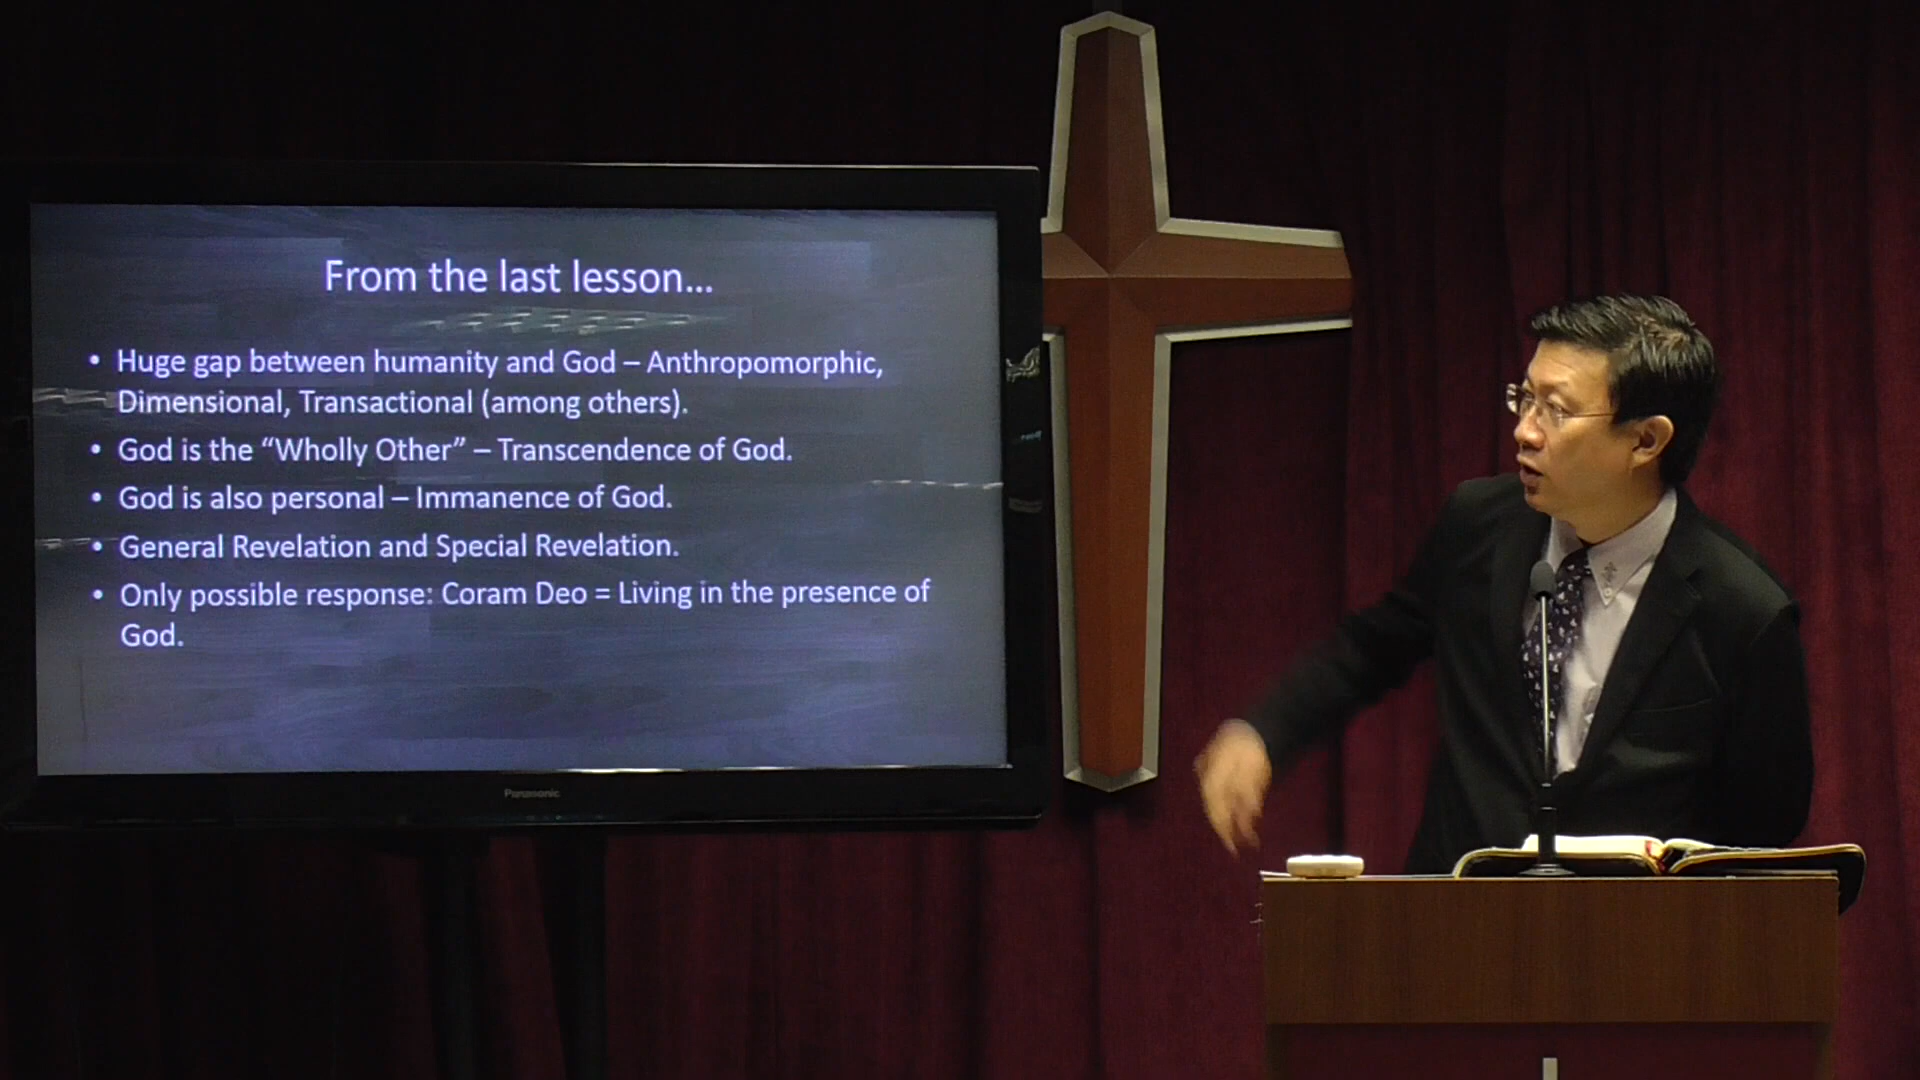 From the last lesson...
• Huge gap between humanity and God – Anthropomorphic,
Dimensional, Transactional (among others).
• God is the “Wholly Other” – Transcendence of God.
• God is also personal – Immanence of God.
• General Revelation and Special Revelation.
• Only possible response: Coram Deo = Living in the presence of
God.
Panasonic